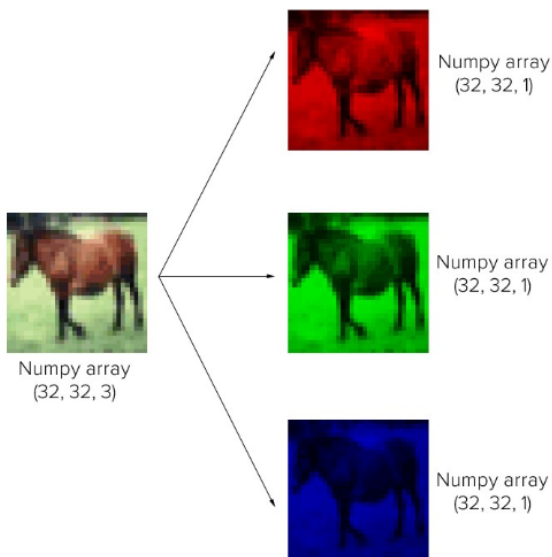 Numpy array
(32, 32, 1)
Numpy array
(32, 32, 1)
Numpy array
(32, 32, 3)
Numpy array
(32, 32, 1)